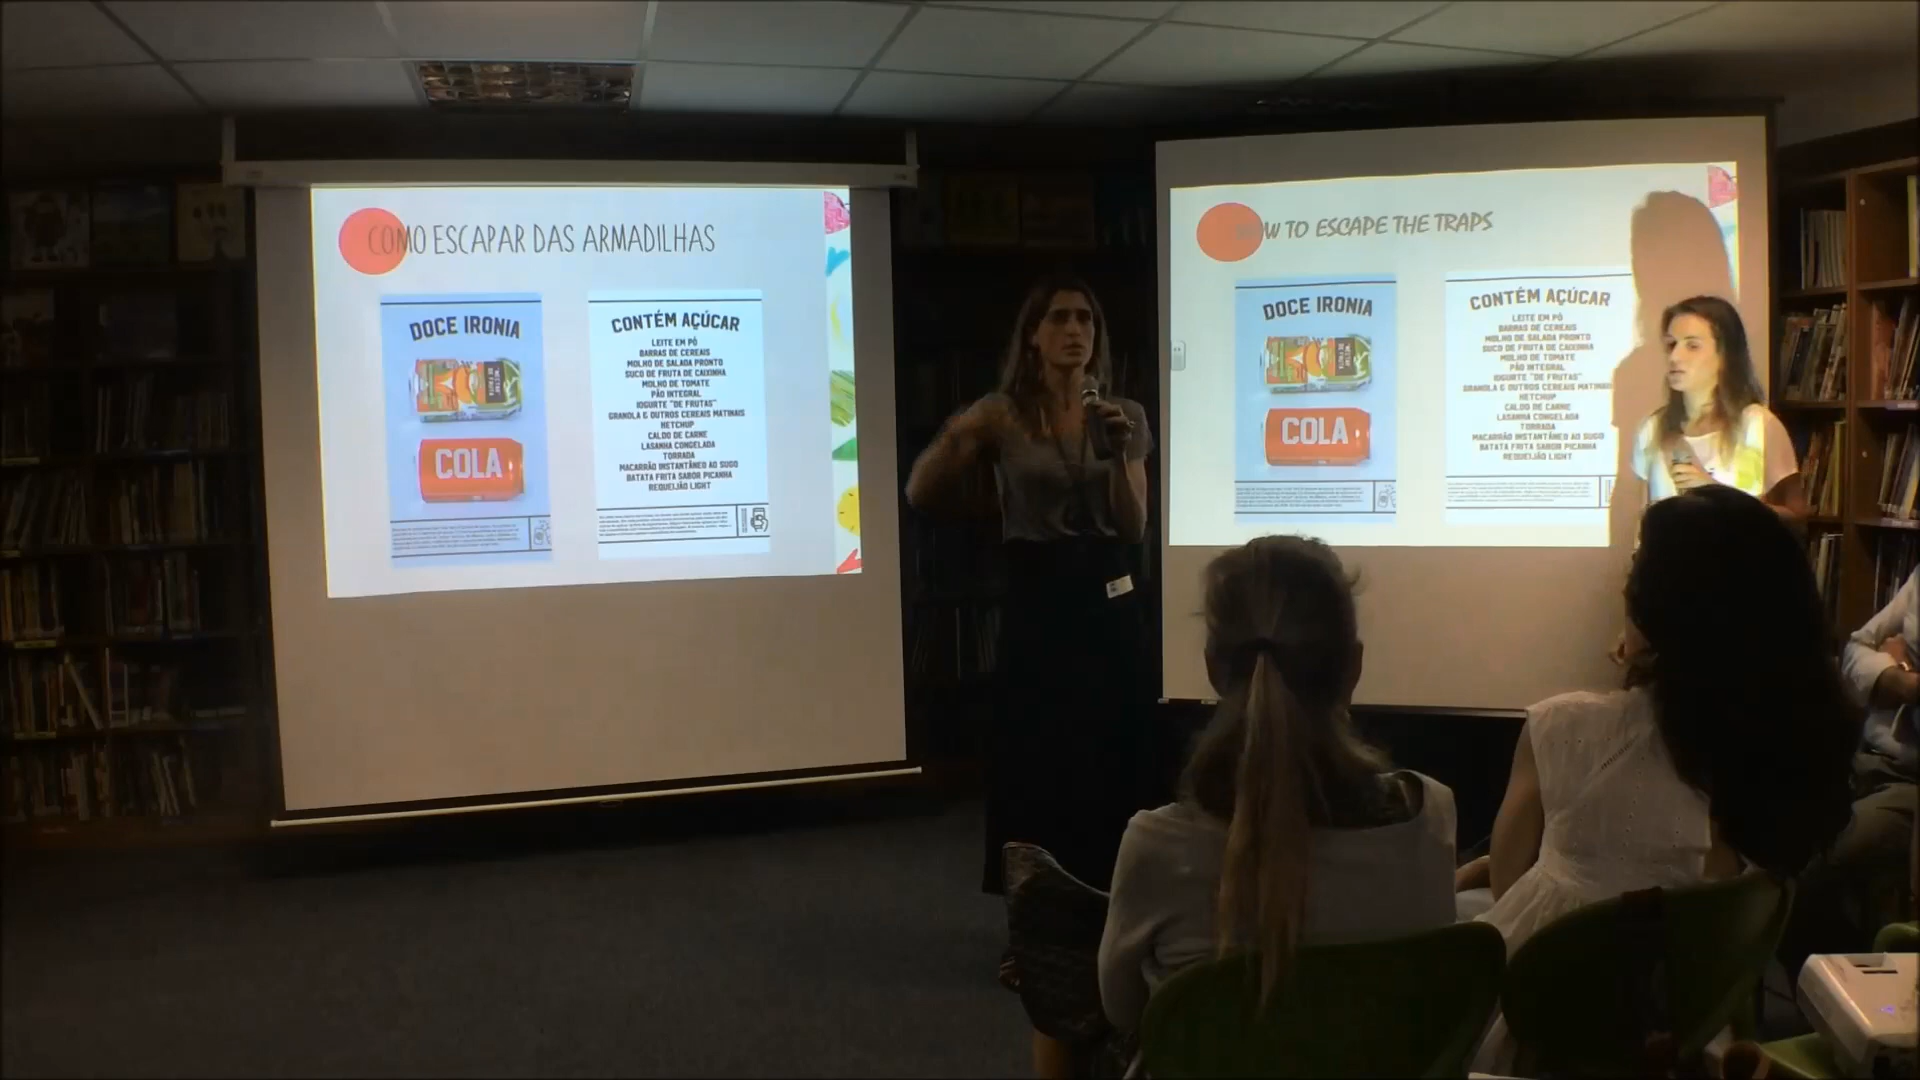 COMO ESCAPAR DAS ARMADILHAS
DOCE IRONIA
COLA
CONTÉM AÇÚCAR
LEITE EM PÓ
BARRAS DE CEREAIS
MOLHO DE SALADA PRONTO
SUCO DE FRUTA DE CAIXINHA
MOLHO DE TOMATE
PÃO INTEGRAL
IOGURTE "DE FRUTAS"
GRANOLA E OUTROS CEREAIS MATINAIS
KETCHUP
CALDO DE CARNE
LASANHA CONGELADA
TORRADA
MACARRÃO INSTANTÂNEO AO SUGO
BATATA FRITA SABOR PICANHA
REQUEIJÃO LIGHT
TO ESCAPE THE TRAPS
DOCE IRONIA
COLA
CONTÉM AÇÚCAR
LEITE EM PÓ
BARRAS DE CEREAIS
MOLHO DE SALADA PRONTO
SUCO DE FRUTA DE CAIXINHA
MOLHO DE TOMATE
PÃO INTEGRAL
IOGURTE "DE FRUTAS"
GRANOLA E OUTROS CEREAIS MATINAIS
KETCHUP
CALDO DE CARNE
LASANHA CONGELADA
TORRADA
MACARRÃO INSTANTÂNEO AO SUGO
BATATA FRITA SABOR PICANHA
REQUEIJÃO LIGHT